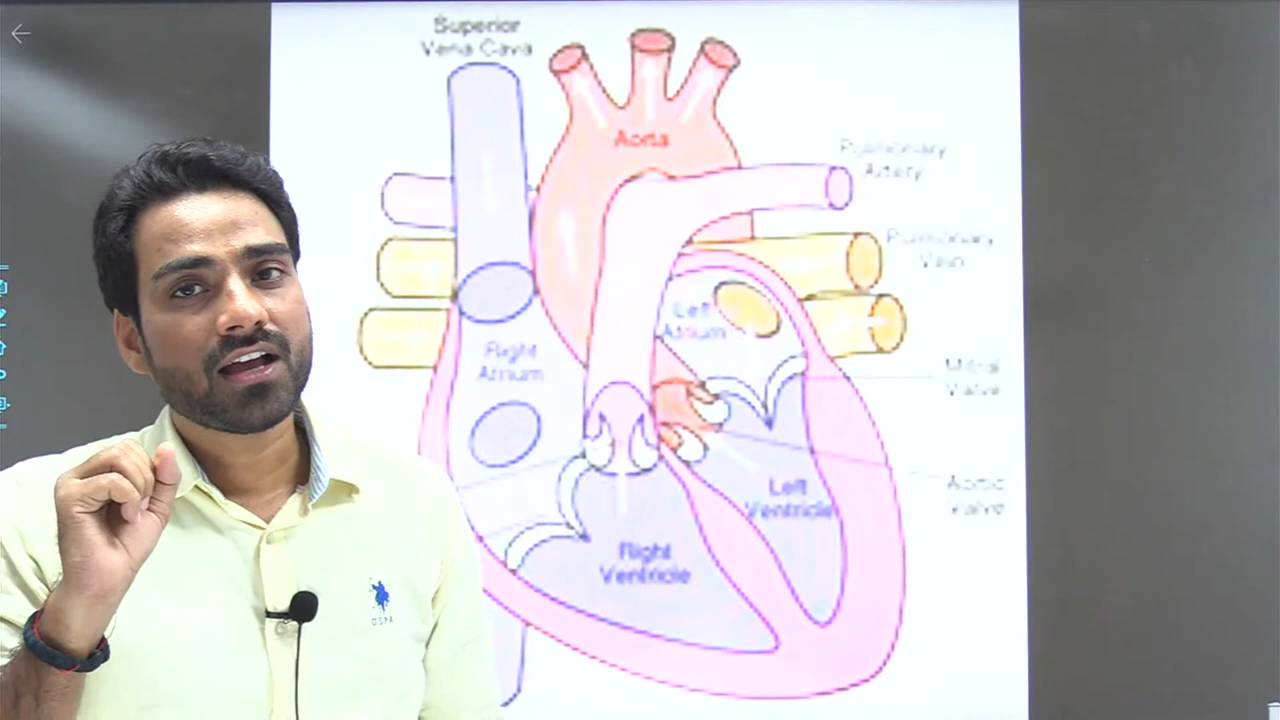 Superior
Vena Cava
Aorta
Pulmonary
Artery
Pulmonary
Vain
Left
Atrium
Right
Atrium
Mitral
Valve
Aortic
Valve
Left
Ventricle
Right
Ventricle